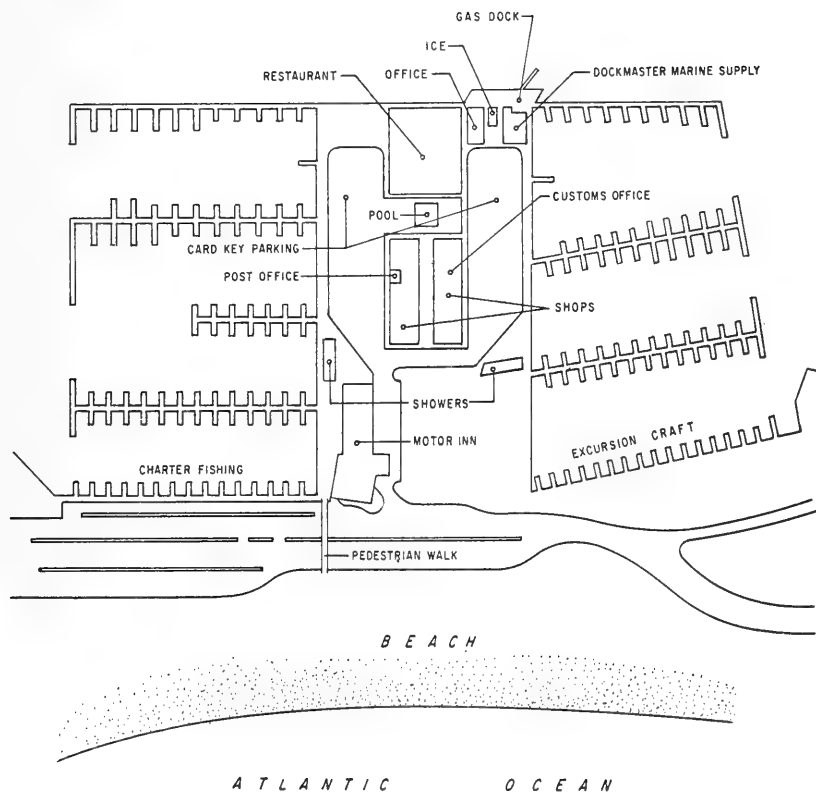 GAS DOCK
ICE
RESTAURANT
OFFICE
DOCKMASTER MARINE SUPPLY
CUSTOMS OFFICE
POOL
CARD KEY PARKING
POST OFFICE
SHOPS
SHOWERS
MOTOR INN
EXCURSION CRAFT
CHARTER FISHING
PEDESTRIAN WALK
BEACH
ATLANTIC OCEAN